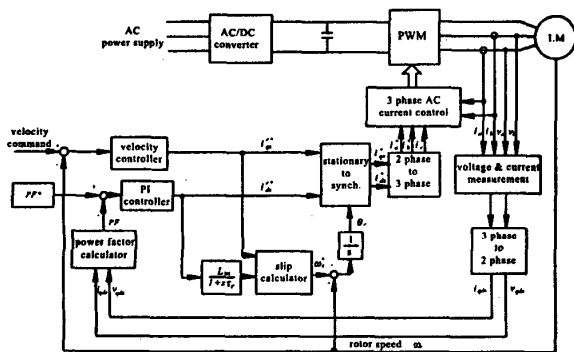 AC
power supply
AC/DC
converter
PWM
I.M
3 phase AC
current control
velocity
command
velocity
controller
stationary
to
synch.
2 phase
to
3 phase
voltage & current
measurement
PF*
PI
controller
PF
power factor
calculator
slip
calculator
3 phase
to
2 phase
rotor speed